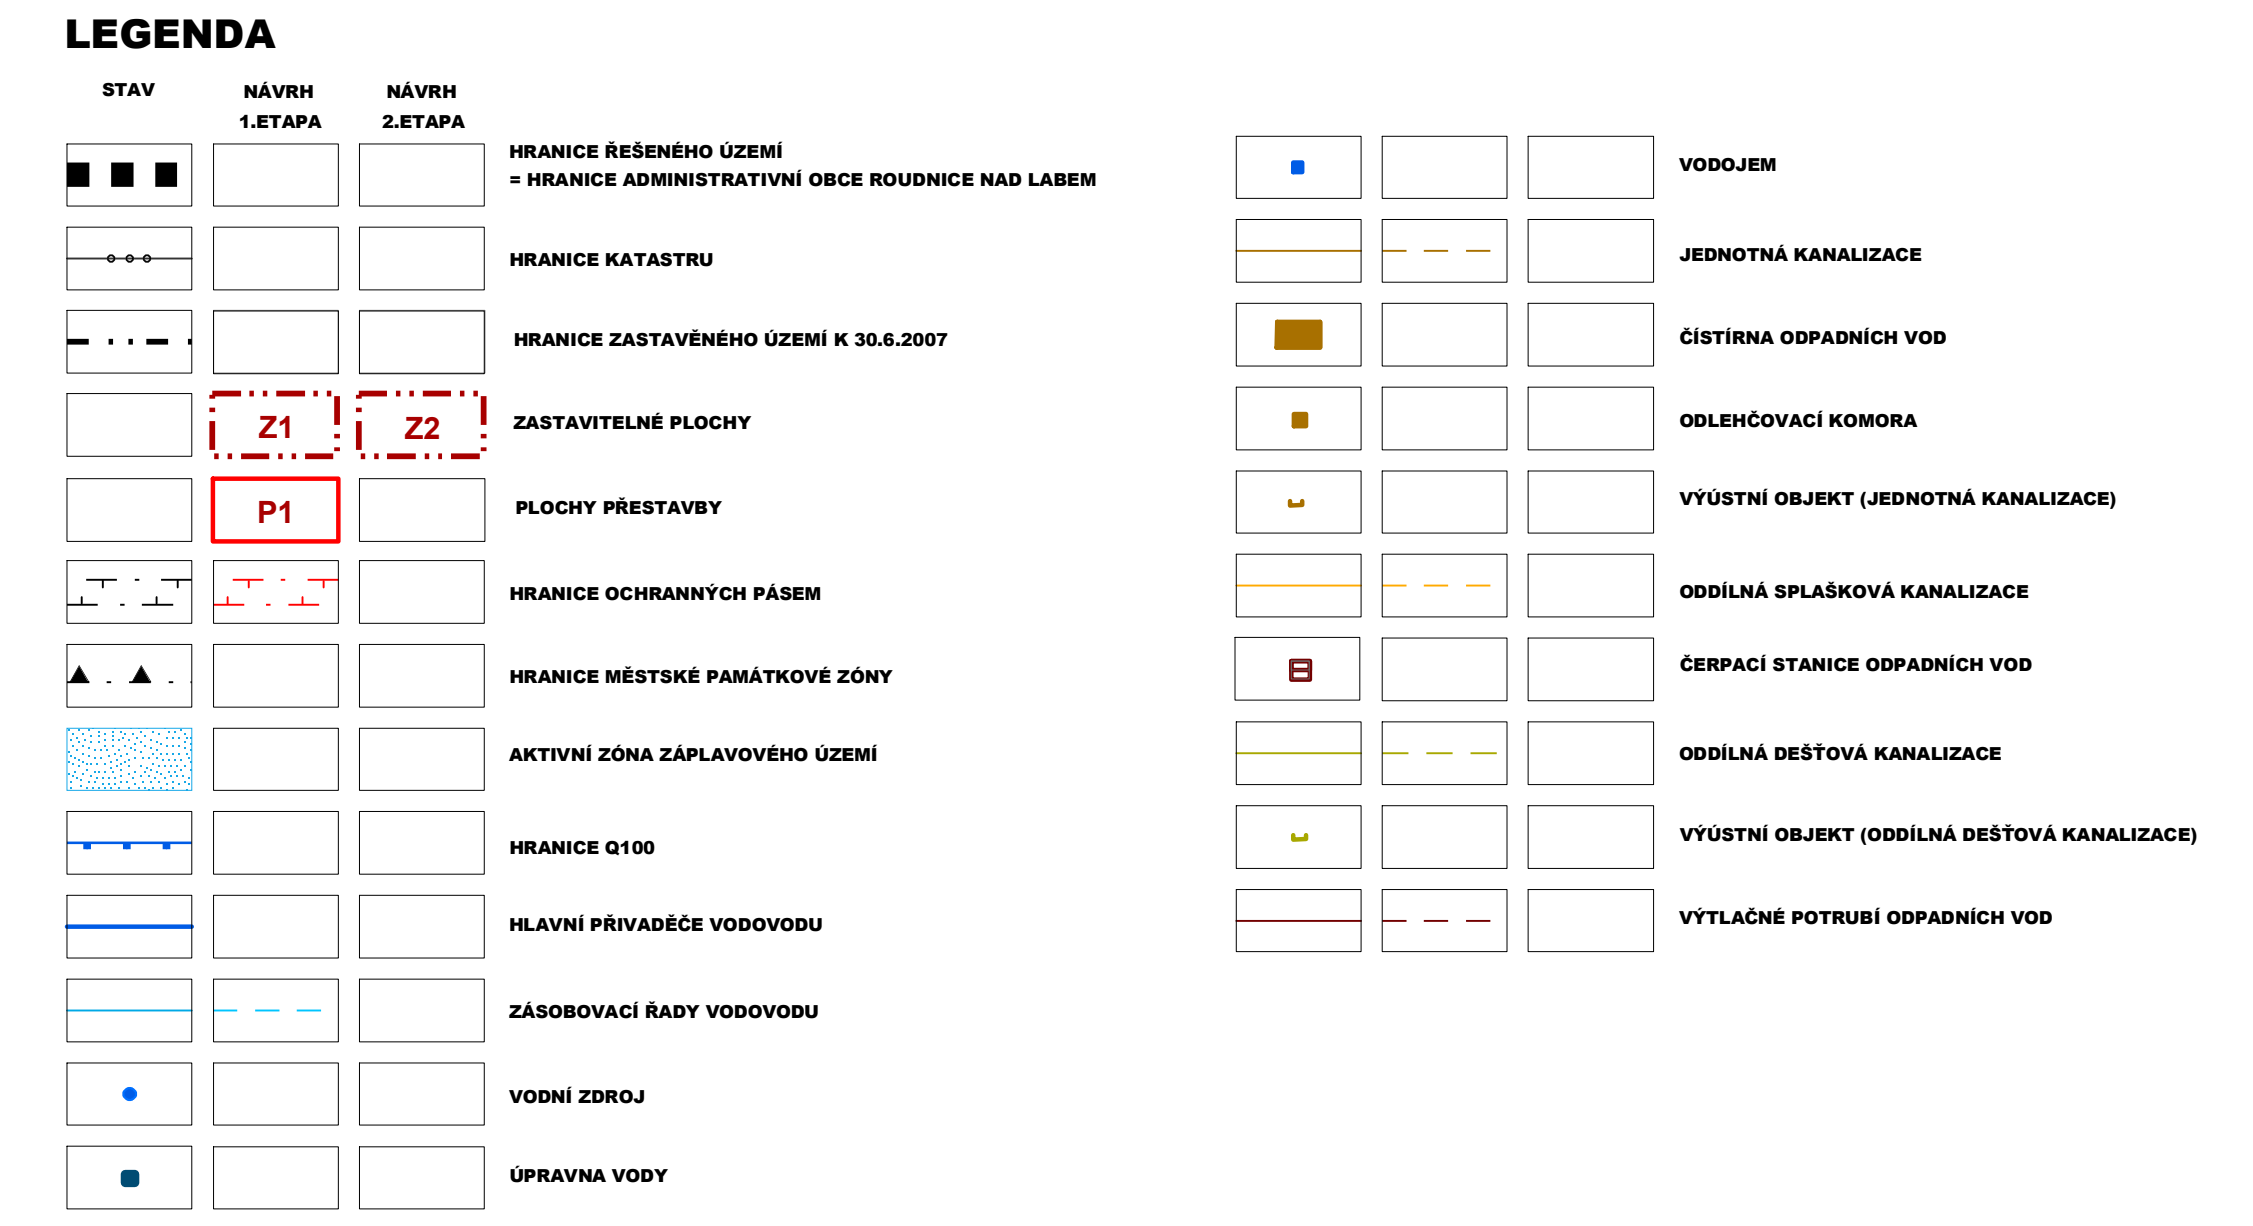 LEGENDA
STAV
NÁVRH
1.ETAPA
NÁVRH
2.ETAPA
HRANICE ŘEŠENÉHO ÚZEMÍ
= HRANICE ADMINISTRATIVNÍ OBCE ROUDNICE NAD LABEM
HRANICE KATASTRU
HRANICE ZASTAVĚNÉHO ÚZEMÍ K 30.6.2007
Z1
Z2
ZASTAVITELNÉ PLOCHY
P1
PLOCHY PŘESTAVBY
HRANICE OCHRANNÝCH PÁSEM
HRANICE MĚSTSKÉ PAMÁTKOVÉ ZÓNY
AKTIVNÍ ZÓNA ZÁPLAVOVÉHO ÚZEMÍ
HRANICE Q100
HLAVNÍ PŘIVADĚČE VODOVODU
ZÁSOBOVACÍ ŘADY VODOVODU
VODNÍ ZDROJ
ÚPRAVNA VODY
VODOJEM
JEDNOTNÁ KANALIZACE
ČÍSTÍRNA ODPADNÍCH VOD
ODLEHČOVACÍ KOMORA
VÝÚSTNÍ OBJEKT (JEDNOTNÁ KANALIZACE)
ODDÍLNÁ SPLAŠKOVÁ KANALIZACE
ČERPACÍ STANICE ODPADNÍCH VOD
ODDÍLNÁ DEŠŤOVÁ KANALIZACE
VÝÚSTNÍ OBJEKT (ODDÍLNÁ DEŠŤOVÁ KANALIZACE)
VÝTLAČNÉ POTRUBÍ ODPADNÍCH VOD